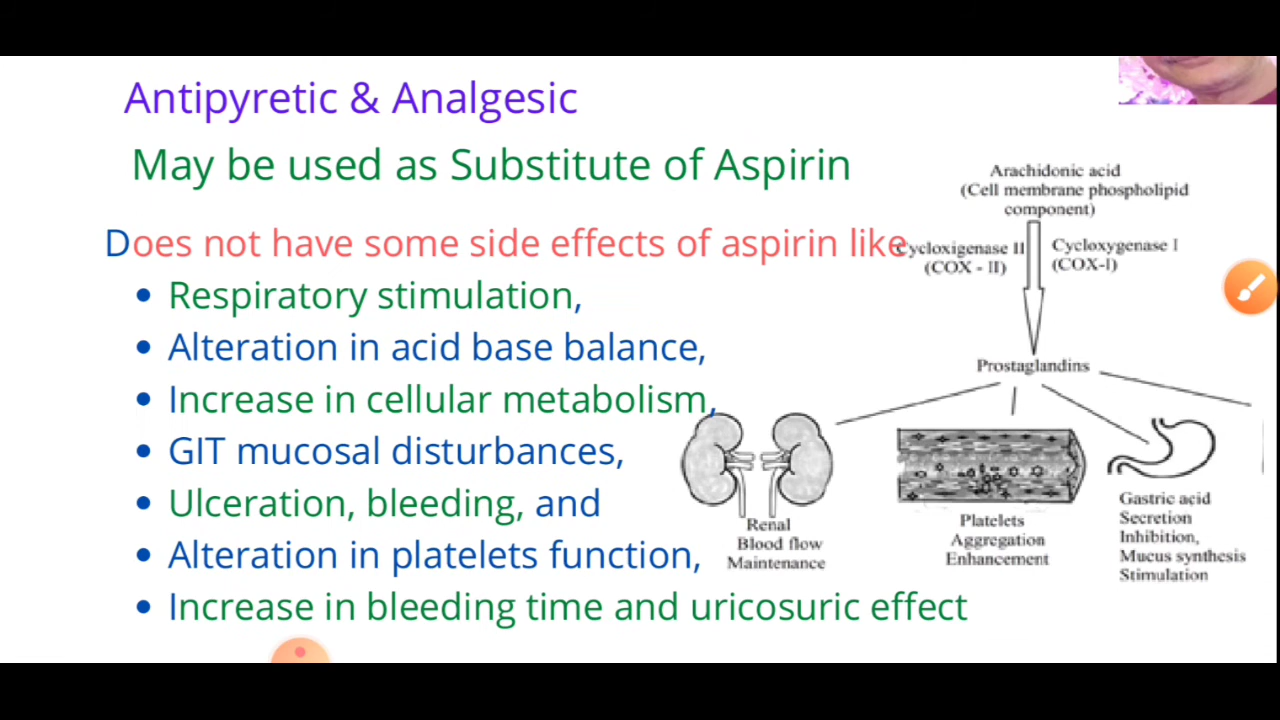 Antipyretic & Analgesic
May be used as Substitute of Aspirin
Does not have some side effects of aspirin like
• Respiratory stimulation,
• Alteration in acid base balance,
• Increase in cellular metabolism,
• GIT mucosal disturbances,
• Ulceration, bleeding, and
• Alteration in platelets function,
• Increase in bleeding time and uricosuric effect
Arachidonic acid
(Cell membrane phospholipid
component)
Cycloxigenase II
(COX - II)
Cycloxygenase I
(COX-I)
Prostaglandins
Renal
Blood flow
Maintenance
Platelets
Aggregation
Enhancement
Gastric acid
Secretion
Inhibition,
Mucus synthesis
Stimulation